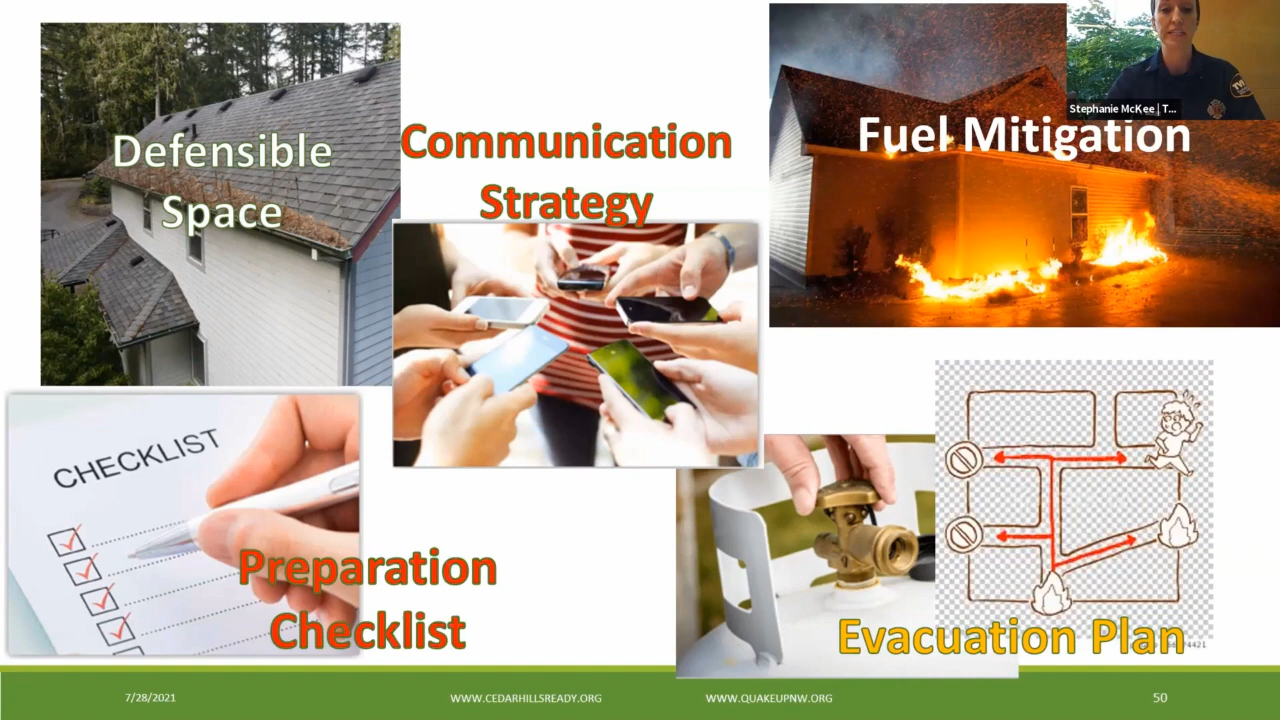 Defensible
Space
Communication
Strategy
Stephanie McKee | T...
Fuel Mitigation
CHECKLIST
Preparation
Checklist
Evacuation Plan
7/28/2021
WWW.CEDARHILLSREADY.ORG
WWW.QUAKEUPNW.ORG
50